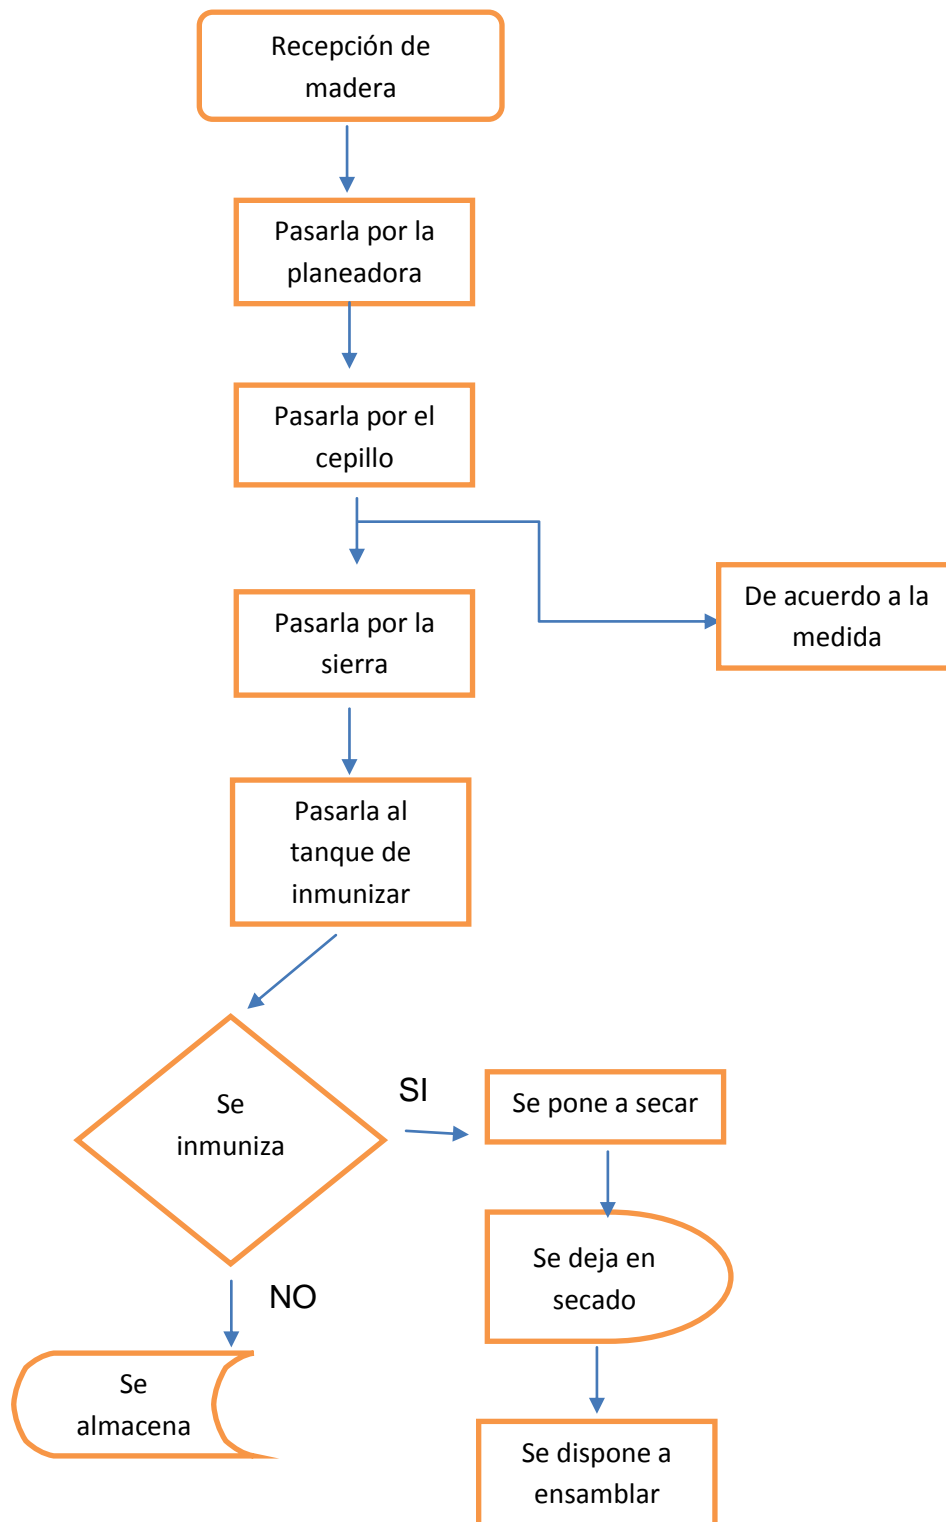 Recepción de
madera
Pasarla por la
planeadora
Pasarla por el
cepillo
De acuerdo a la
medida
Pasarla por la
sierra
Pasarla al
tanque de
inmunizar
Se
inmuniza
SI
Se pone a secar
Se deja en
secado
NO
Se
almacena
Se dispone a
ensamblar